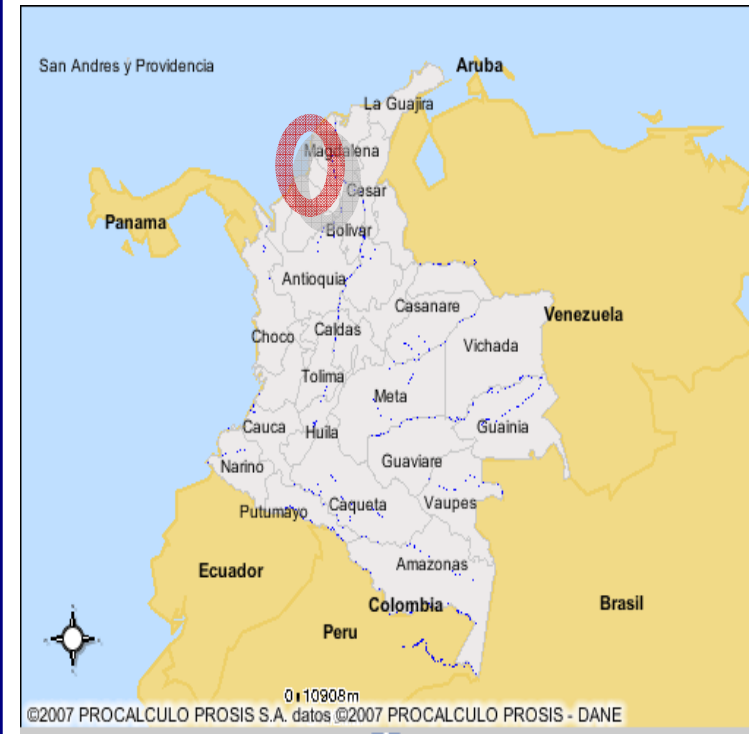 San Andres y Providencia
Aruba
La Guajira
Magdalena
Cesar
Panama
Bolivar
Antioquia
Casanare
Venezuela
Choco
Caldas
Vichada
Tolima
Meta
Cauca
Huila
Guainia
Narino
Guaviare
Putumayo
Caqueta
Vaupes
Ecuador
Amazonas
Colombia
Brasil
Peru
0 10908m
©2007 PROCALCULO PROSIS S.A. datos ©2007 PROCALCULO PROSIS - DANE